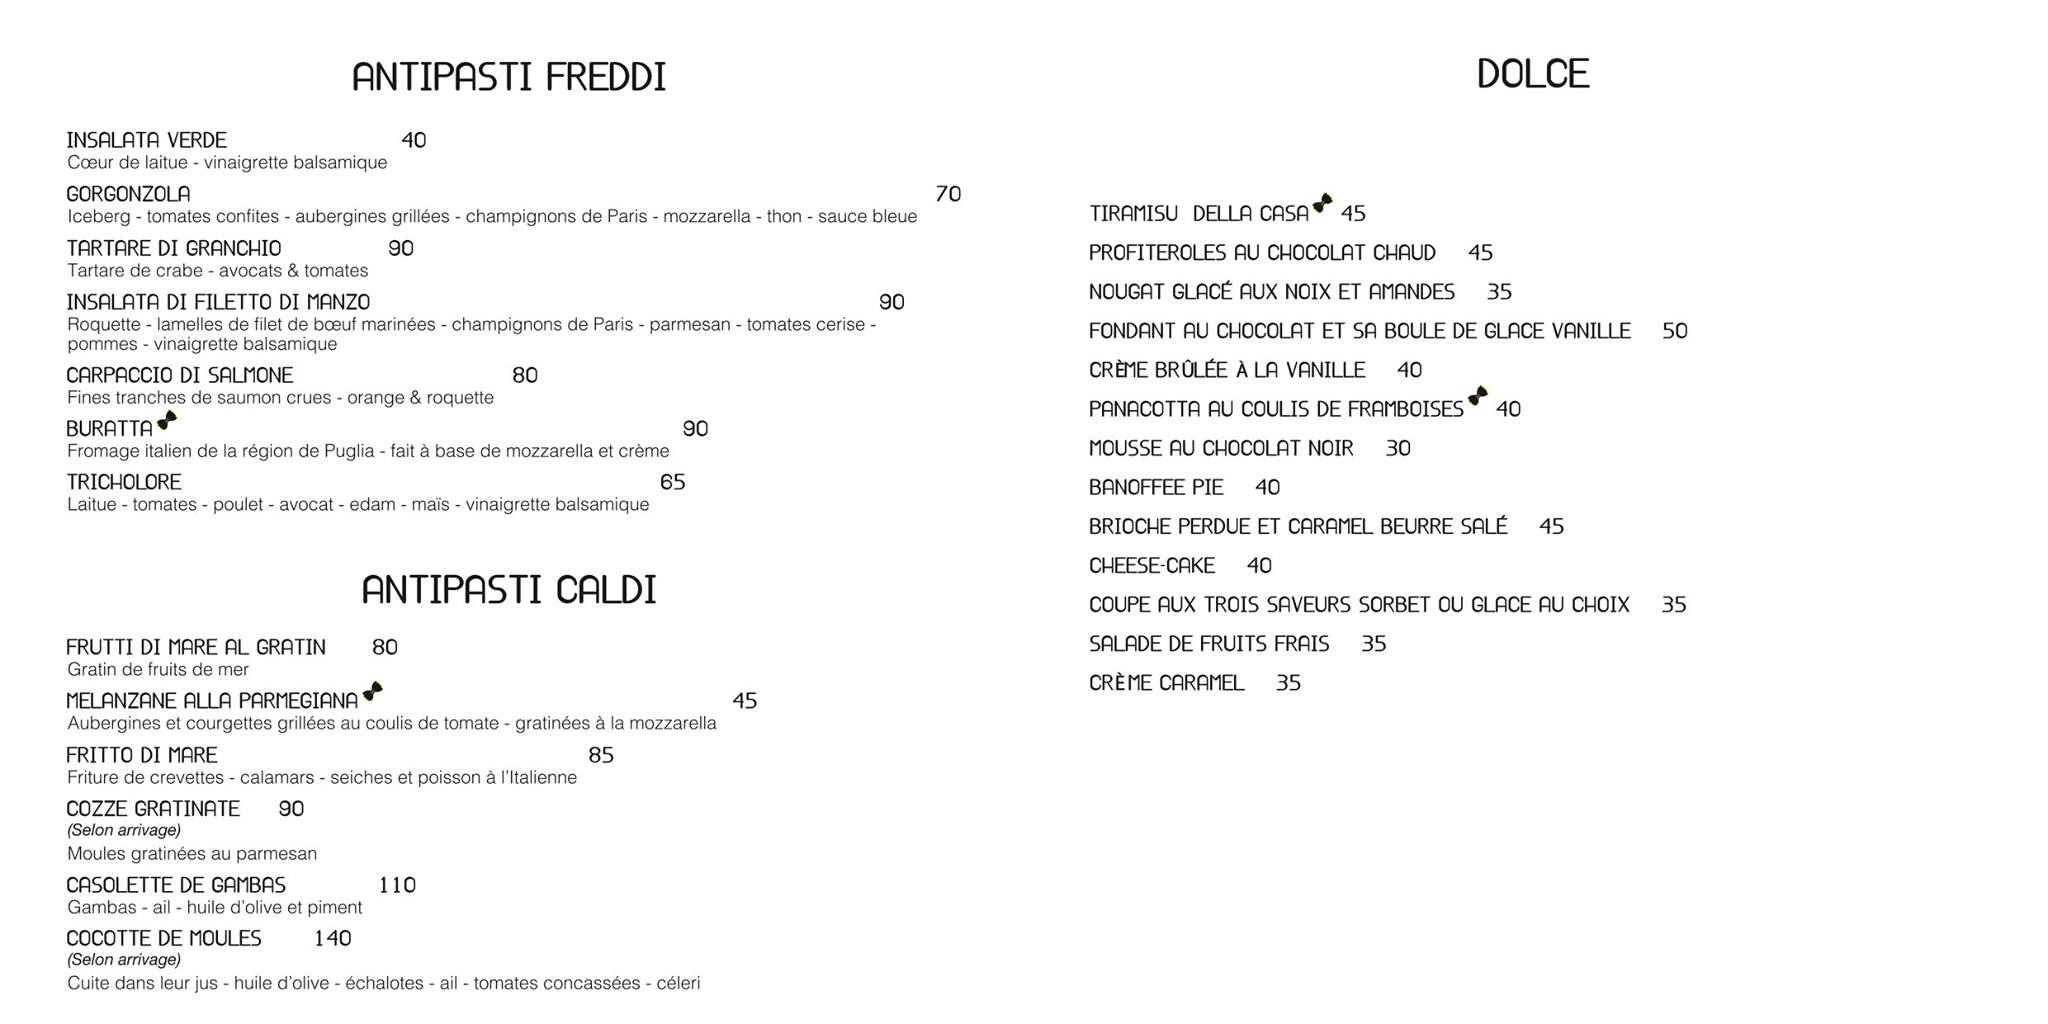 ANTIPASTI FREDDI
INSALATA VERDE 40
Cœur de laitue - vinaigrette balsamique
GORGONZOLA 70
Iceberg - tomates confites - aubergines grillées - champignons de Paris - mozzarella - thon - sauce bleue
TARTARE DI GRANCHIO 90
Tartare de crabe - avocats & tomates
INSALATA DI FILETTO DI MANZO 90
Roquette - lamelles de filet de bœuf marinées - champignons de Paris - parmesan - tomates cerise -
pommes - vinaigrette balsamique
CARPACCIO DI SALMONE 80
Fines tranches de saumon crues - orange & roquette
BURATTA 90
Fromage italien de la région de Puglia - fait à base de mozzarella et crème
TRICHOLORE 65
Laitue - tomates - poulet - avocat - edam - maïs - vinaigrette balsamique
ANTIPASTI CALDI
FRUTTI DI MARE AL GRATIN 80
Gratin de fruits de mer
MELANZANE ALLA PARMEGIANA 45
Aubergines et courgettes grillées au coulis de tomate - gratinées à la mozzarella
FRITTO DI MARE 85
Friture de crevettes - calamars - seiches et poisson à l'Italienne
COZZE GRATINATE 90
(Selon arrivage)
Moules gratinées au parmesan
CASOLETTE DE GAMBAS 110
Gambas - ail - huile d'olive et piment
COCOTTE DE MOULES 140
(Selon arrivage)
Cuite dans leur jus - huile d'olive - échalotes - ail - tomates concassées - céleri
DOLCE
TIRAMISU DELLA CASA 45
PROFITEROLES AU CHOCOLAT CHAUD 45
NOUGAT GLACÉ AUX NOIX ET AMANDES 35
FONDANT AU CHOCOLAT ET SA BOULE DE GLACE VANILLE 50
CRÈME BRÛLÉE À LA VANILLE 40
PANACOTTA AU COULIS DE FRAMBOISES 40
MOUSSE AU CHOCOLAT NOIR 30
BANOFFEE PIE 40
BRIOCHE PERDUE ET CARAMEL BEURRE SALÉ 45
CHEESE-CAKE 40
COUPE AUX TROIS SAVEURS SORBET OU GLACE AU CHOIX 35
SALADE DE FRUITS FRAIS 35
CRÈME CARAMEL 35